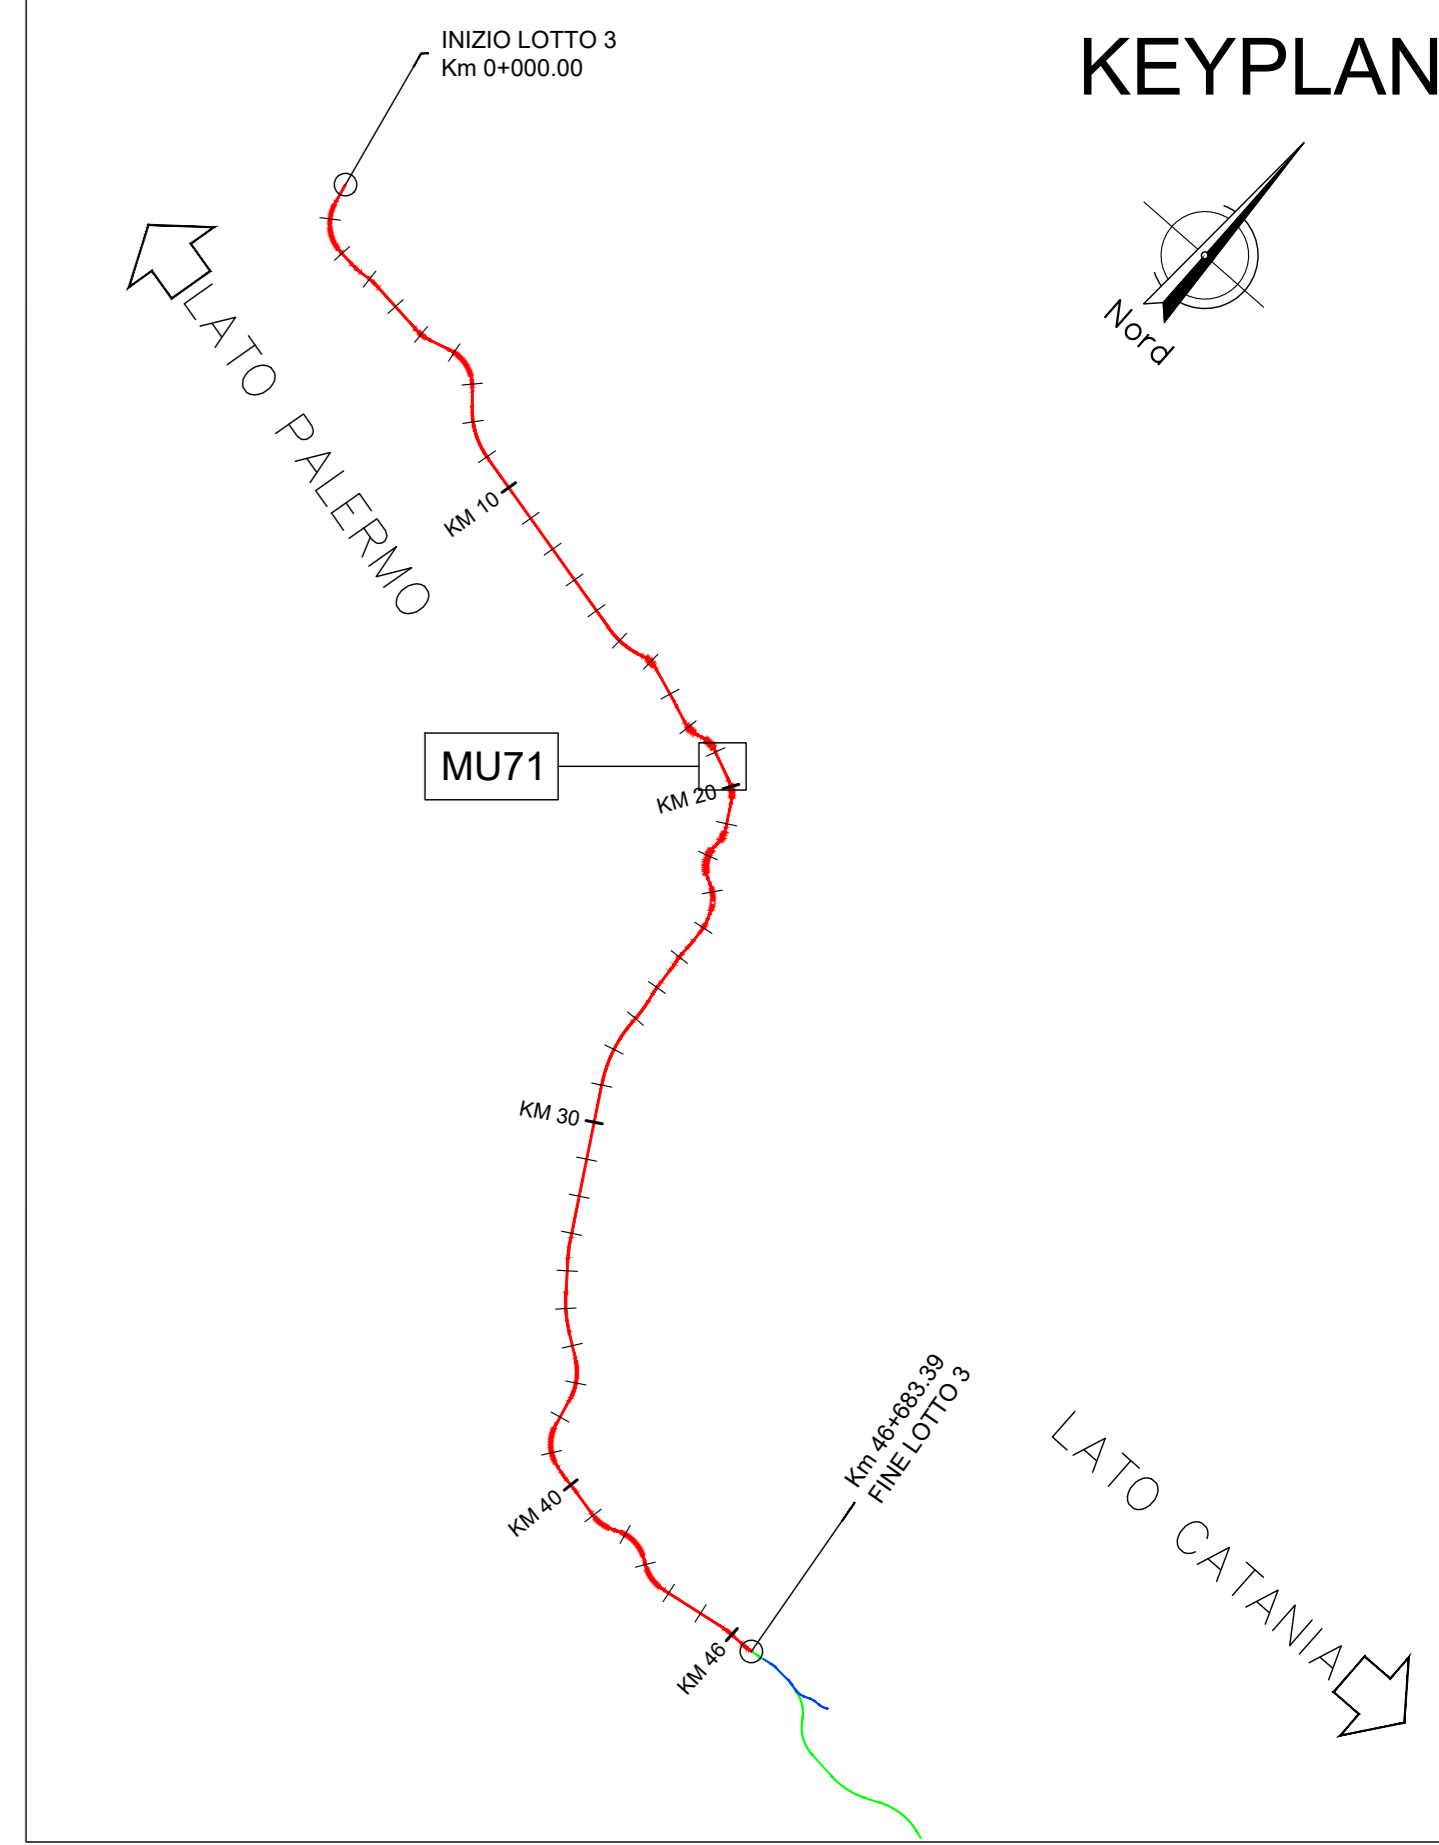 INIZIO LOTTO 3
Km 0+000.00
KEYPLAN
Nord
LATO PALERMO
KM 10
MU71
KM 20
KM 30
Km 46+683.39
FINE LOTTO 3
LATO CATANIA
KM 40
KM 46